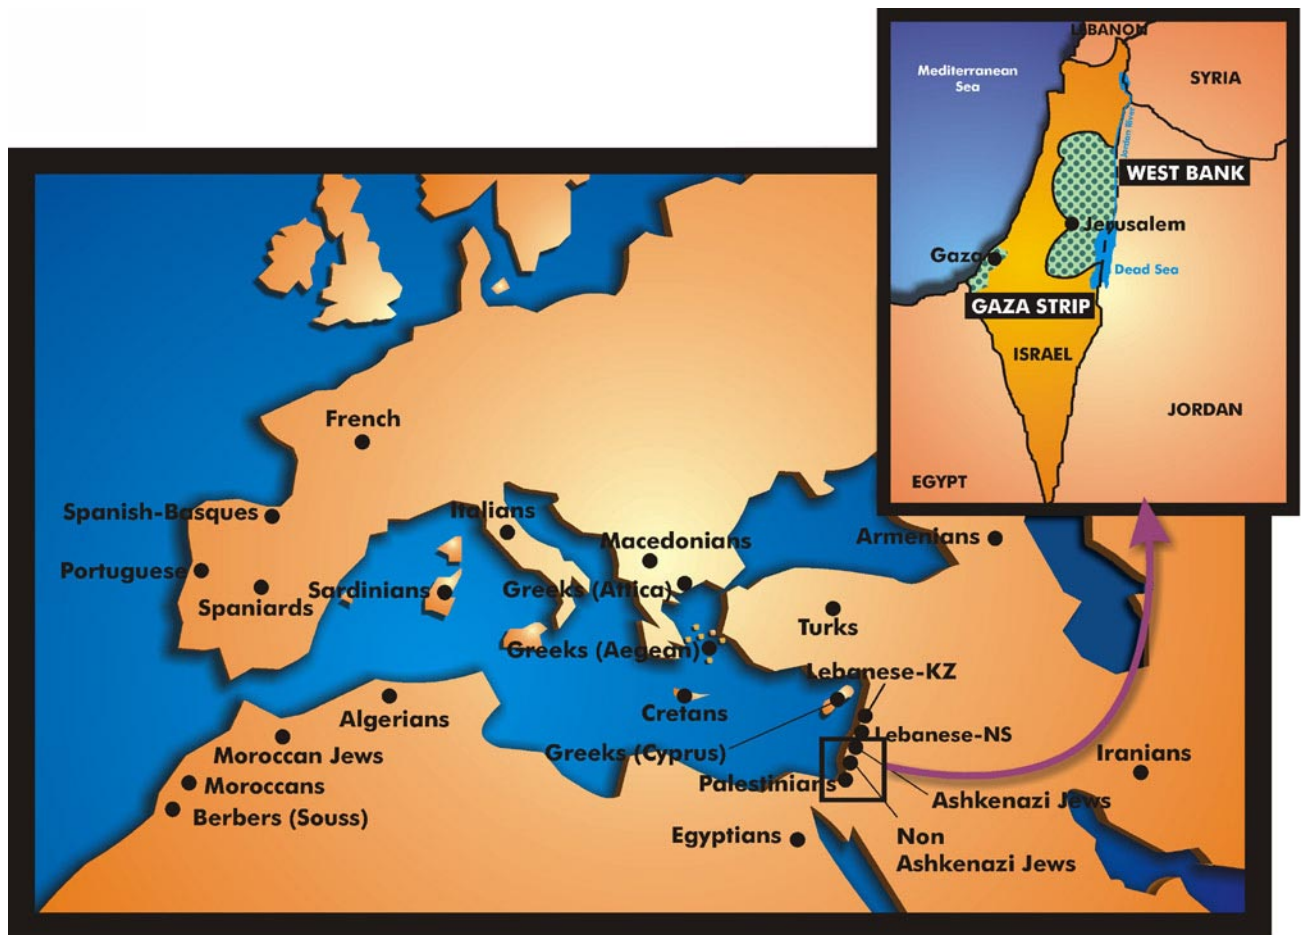 LEBANON
Mediterranean
Sea
SYRIA
Jordan River
WEST BANK
Jerusalem
Gaza
Dead Sea
GAZA STRIP
ISRAEL
JORDAN
EGYPT
French
Spanish-Basques
Italians
Macedonians
Armenians
Portuguese
Sardinians
Greeks (Attica)
Spaniards
Turks
Greeks (Aegean)
Lebanese-KZ
Algerians
Cretans
Lebanese-NS
Moroccan Jews
Greeks (Cyprus)
Iranians
Moroccans
Palestinians
Ashkenazi Jews
Berbers (Souss)
Egyptians
Non
Ashkenazi Jews